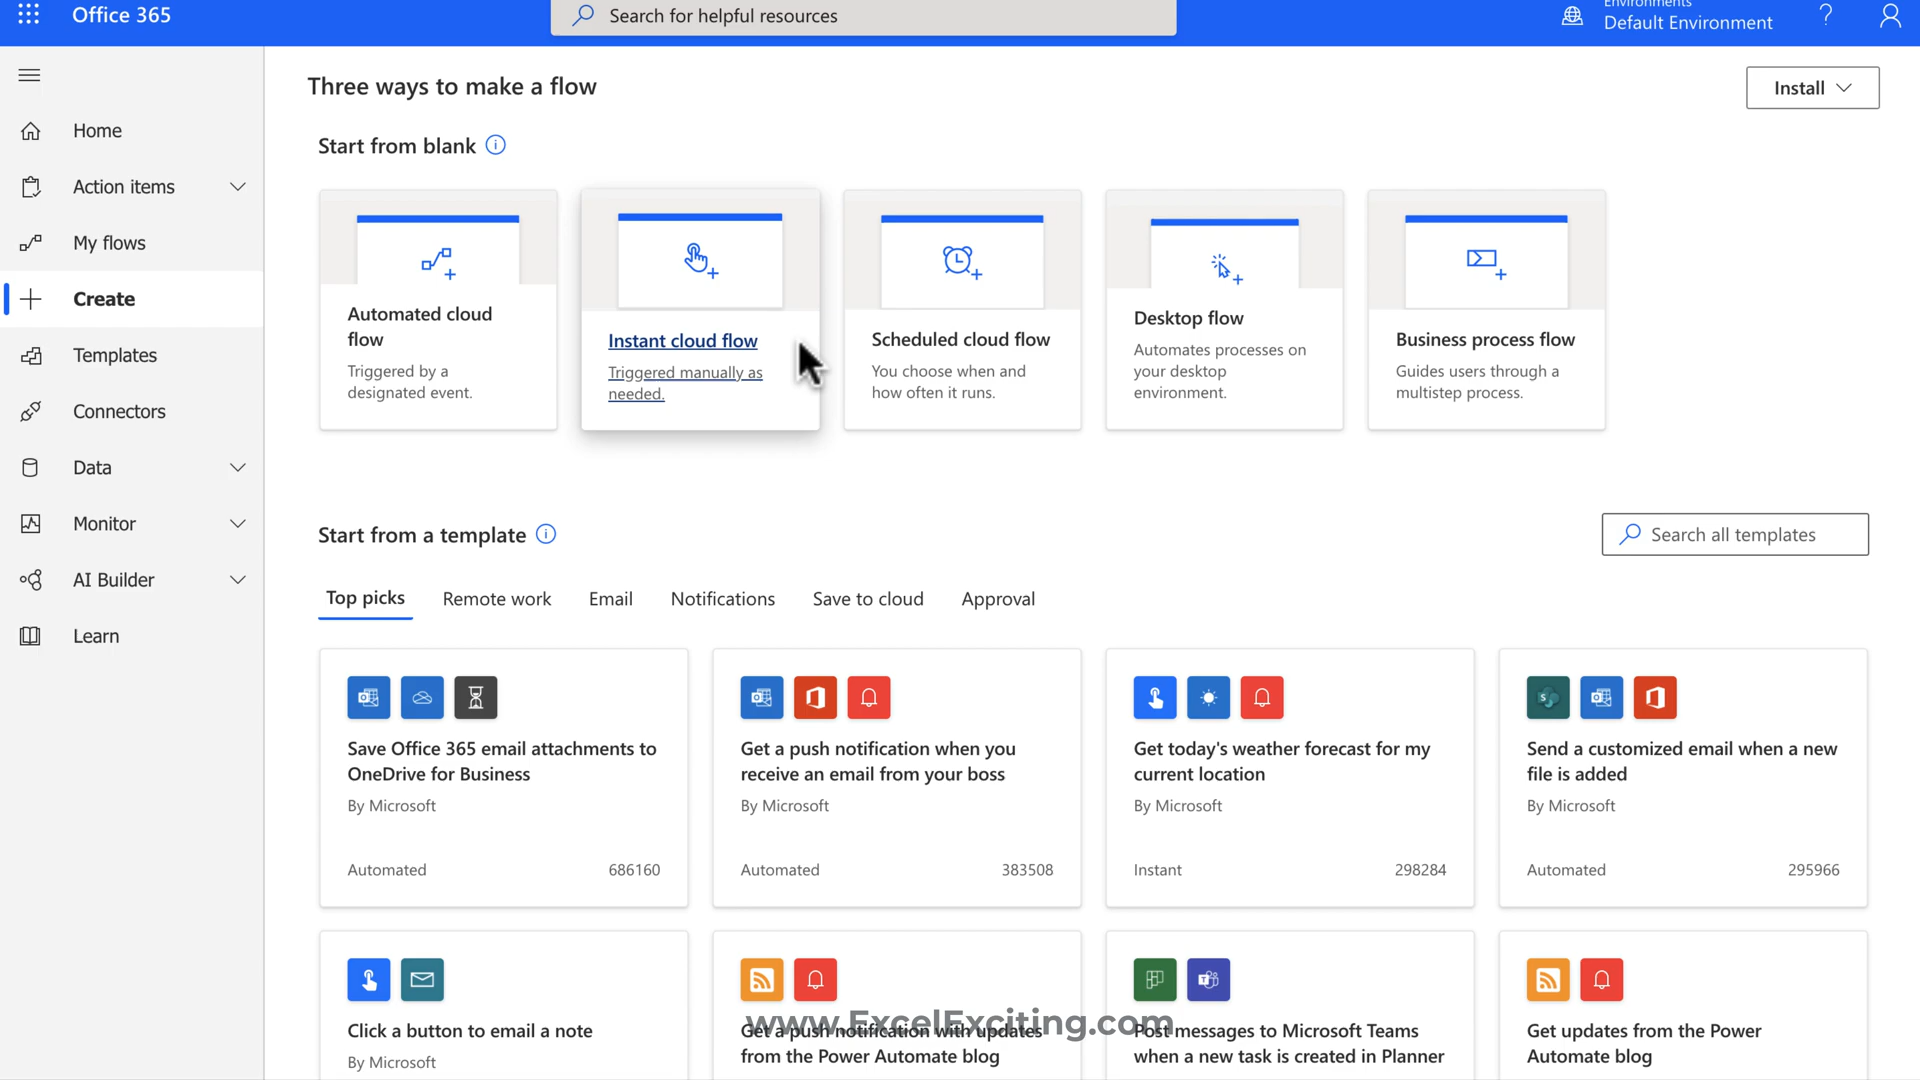 Office 365
Search for helpful resources
Environments
Default Environment
?
Three ways to make a flow
Install
Start from blank
Home
Action items
My flows
Create
Templates
Connectors
Data
Monitor
AI Builder
Learn
Automated cloud
flow
Triggered by a
designated event.
Instant cloud flow
Triggered manually as
needed.
Scheduled cloud flow
You choose when and
how often it runs.
Desktop flow
Automates processes on
your desktop
environment.
Business process flow
Guides users through a
multistep process.
Start from a template
Search all templates
Top picks
Remote work
Email
Notifications
Save to cloud
Approval
Save Office 365 email attachments to
OneDrive for Business
By Microsoft
Automated
686160
Get a push notification when you
receive an email from your boss
By Microsoft
Automated
383508
Get today's weather forecast for my
current location
By Microsoft
Instant
298284
Send a customized email when a new
file is added
By Microsoft
Automated
295966
Click a button to email a note
By Microsoft
Get a push notification with updates
from the Power Automate blog
Post messages to Microsoft Teams
when a new task is created in Planner
Get updates from the Power
Automate blog
www.ExcelExciting.com